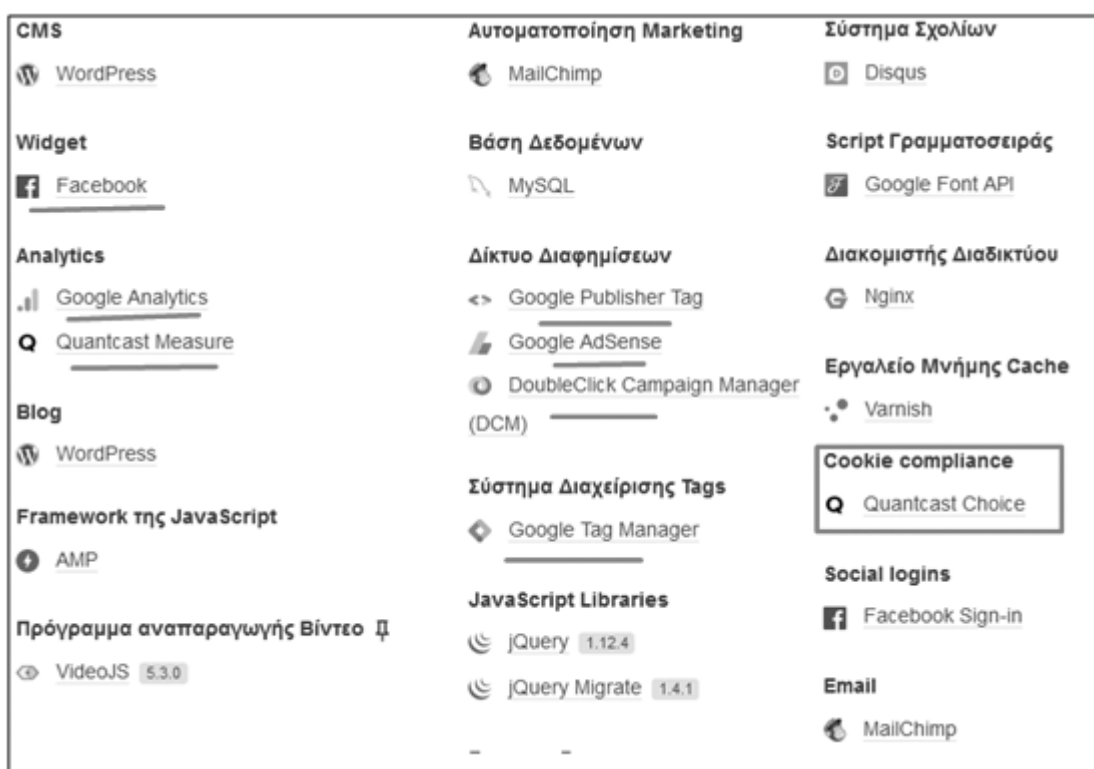 CMS
WordPress
Widget
Facebook
Analytics
Google Analytics
Quantcast Measure
Blog
WordPress
Framework της JavaScript
AMP
Πρόγραμμα αναπαραγωγής Βίντεο
VideoJS 5.3.0
Αυτοματοποίηση Marketing
MailChimp
Βάση Δεδομένων
MySQL
Δίκτυο Διαφημίσεων
Google Publisher Tag
Google AdSense
DoubleClick Campaign Manager
(DCM)
Σύστημα Διαχείρισης Tags
Google Tag Manager
JavaScript Libraries
jQuery 1.12.4
jQuery Migrate 1.4.1
Σύστημα Σχολίων
Disqus
Script Γραμματοσειράς
Google Font API
Διακομιστής Διαδικτύου
Nginx
Εργαλείο Μνήμης Cache
Varnish
Cookie compliance
Quantcast Choice
Social logins
Facebook Sign-in
Email
MailChimp